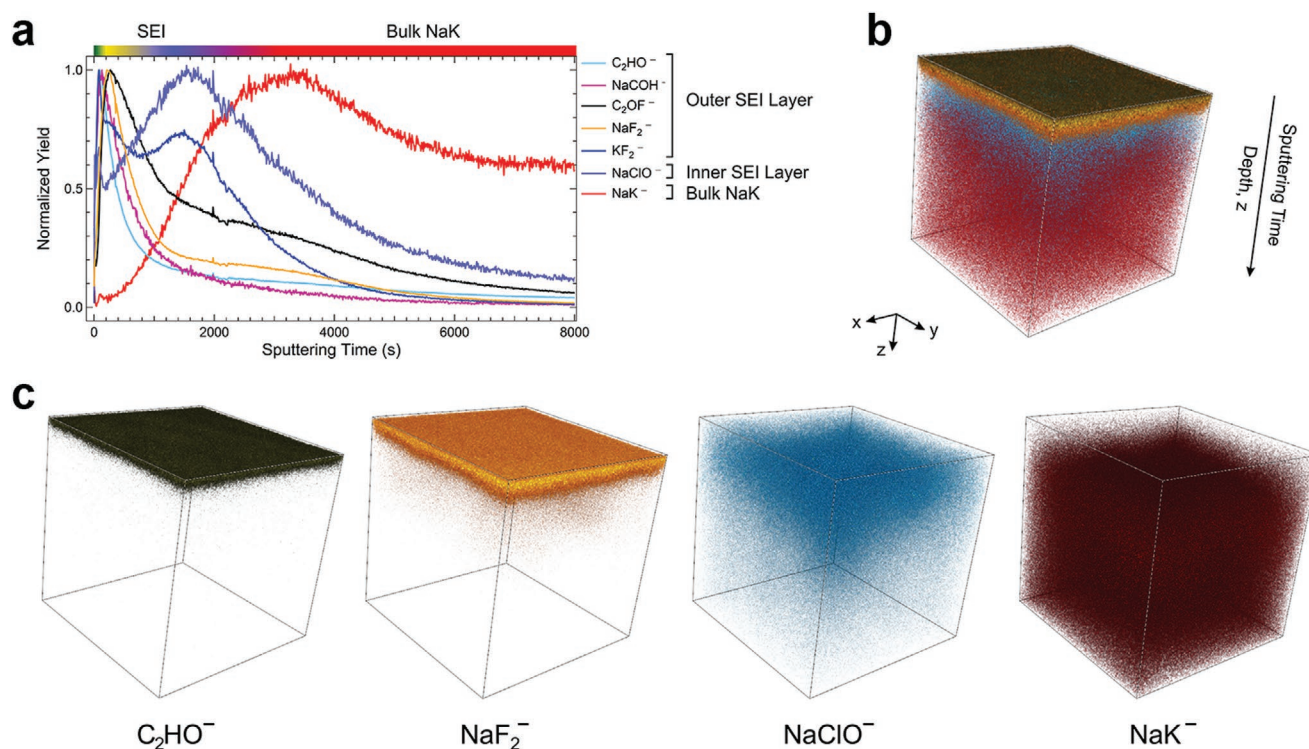 a
SEI
Bulk NaK
Normalized Yield
1.0
0.5
0.0
0
2000
4000
6000
8000
Sputtering Time (s)
C₂HO⁻
NaCOH⁻
C₂OF⁻
NaF₂⁻
KF₂⁻
NaClO⁻
NaK⁻
Outer SEI Layer
Inner SEI Layer
Bulk NaK
b
Sputtering Time
Depth, z
x
y
z
c
C₂HO⁻
NaF₂⁻
NaClO⁻
NaK⁻